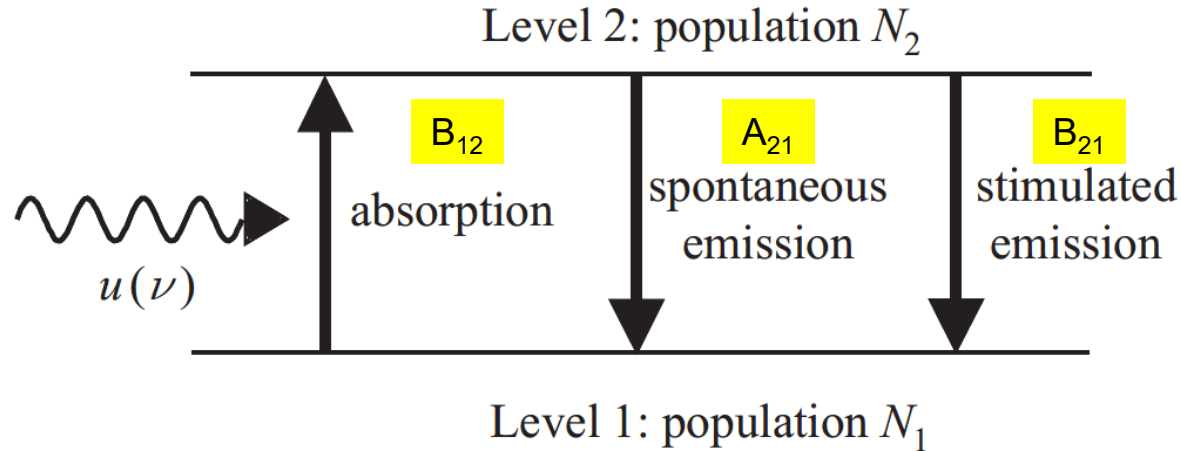 Level 2: population N₂
B₁₂
A₂₁
B₂₁
absorption
spontaneous
emission
stimulated
emission
u(ν)
Level 1: population N₁